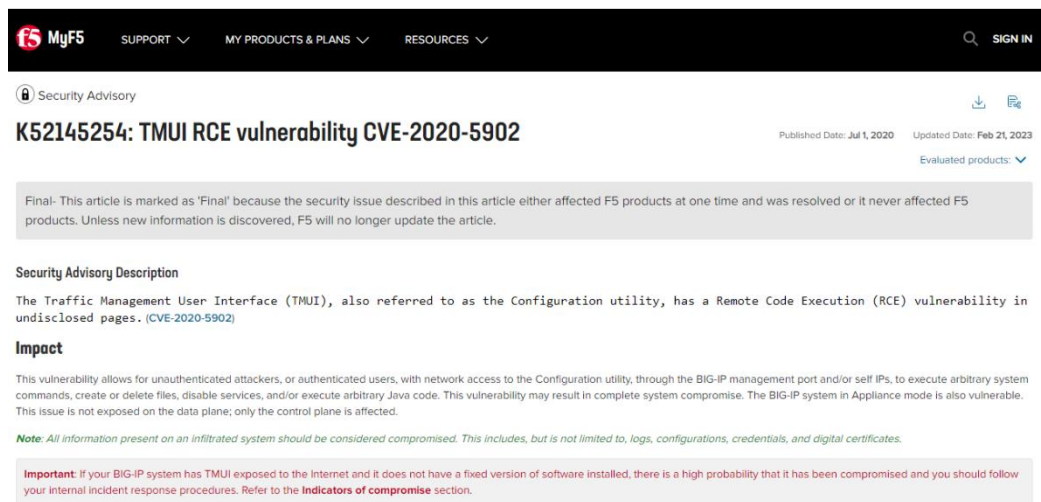 f5 MyF5 SUPPORT MY PRODUCTS & PLANS RESOURCES SIGN IN
Security Advisory
K52145254: TMUI RCE vulnerability CVE-2020-5902
Published Date: Jul 1, 2020 Updated Date: Feb 21, 2023
Evaluated products:
Final- This article is marked as 'Final' because the security issue described in this article either affected F5 products at one time and was resolved or it never affected F5
products. Unless new information is discovered, F5 will no longer update the article.
Security Advisory Description
The Traffic Management User Interface (TMUI), also referred to as the Configuration utility, has a Remote Code Execution (RCE) vulnerability in
undisclosed pages. (CVE-2020-5902)
Impact
This vulnerability allows for unauthenticated attackers, or authenticated users, with network access to the Configuration utility, through the BIG-IP management port and/or self IPs, to execute arbitrary system
commands, create or delete files, disable services, and/or execute arbitrary Java code. This vulnerability may result in complete system compromise. The BIG-IP system in Appliance mode is also vulnerable.
This issue is not exposed on the data plane; only the control plane is affected.
Note: All information present on an infiltrated system should be considered compromised. This includes, but is not limited to, logs, configurations, credentials, and digital certificates.
Important: If your BIG-IP system has TMUI exposed to the Internet and it does not have a fixed version of software installed, there is a high probability that it has been compromised and you should follow
your internal incident response procedures. Refer to the Indicators of compromise section.